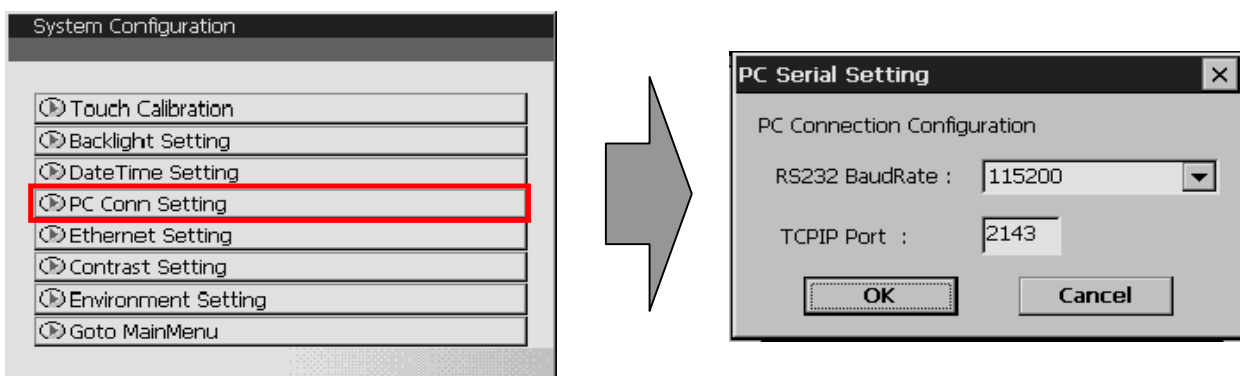 System Configuration
Touch Calibration
Backlight Setting
DateTime Setting
PC Conn Setting
Ethernet Setting
Contrast Setting
Environment Setting
Goto MainMenu
PC Serial Setting
PC Connection Configuration
RS232 BaudRate : 115200
TCPIP Port : 2143
OK Cancel